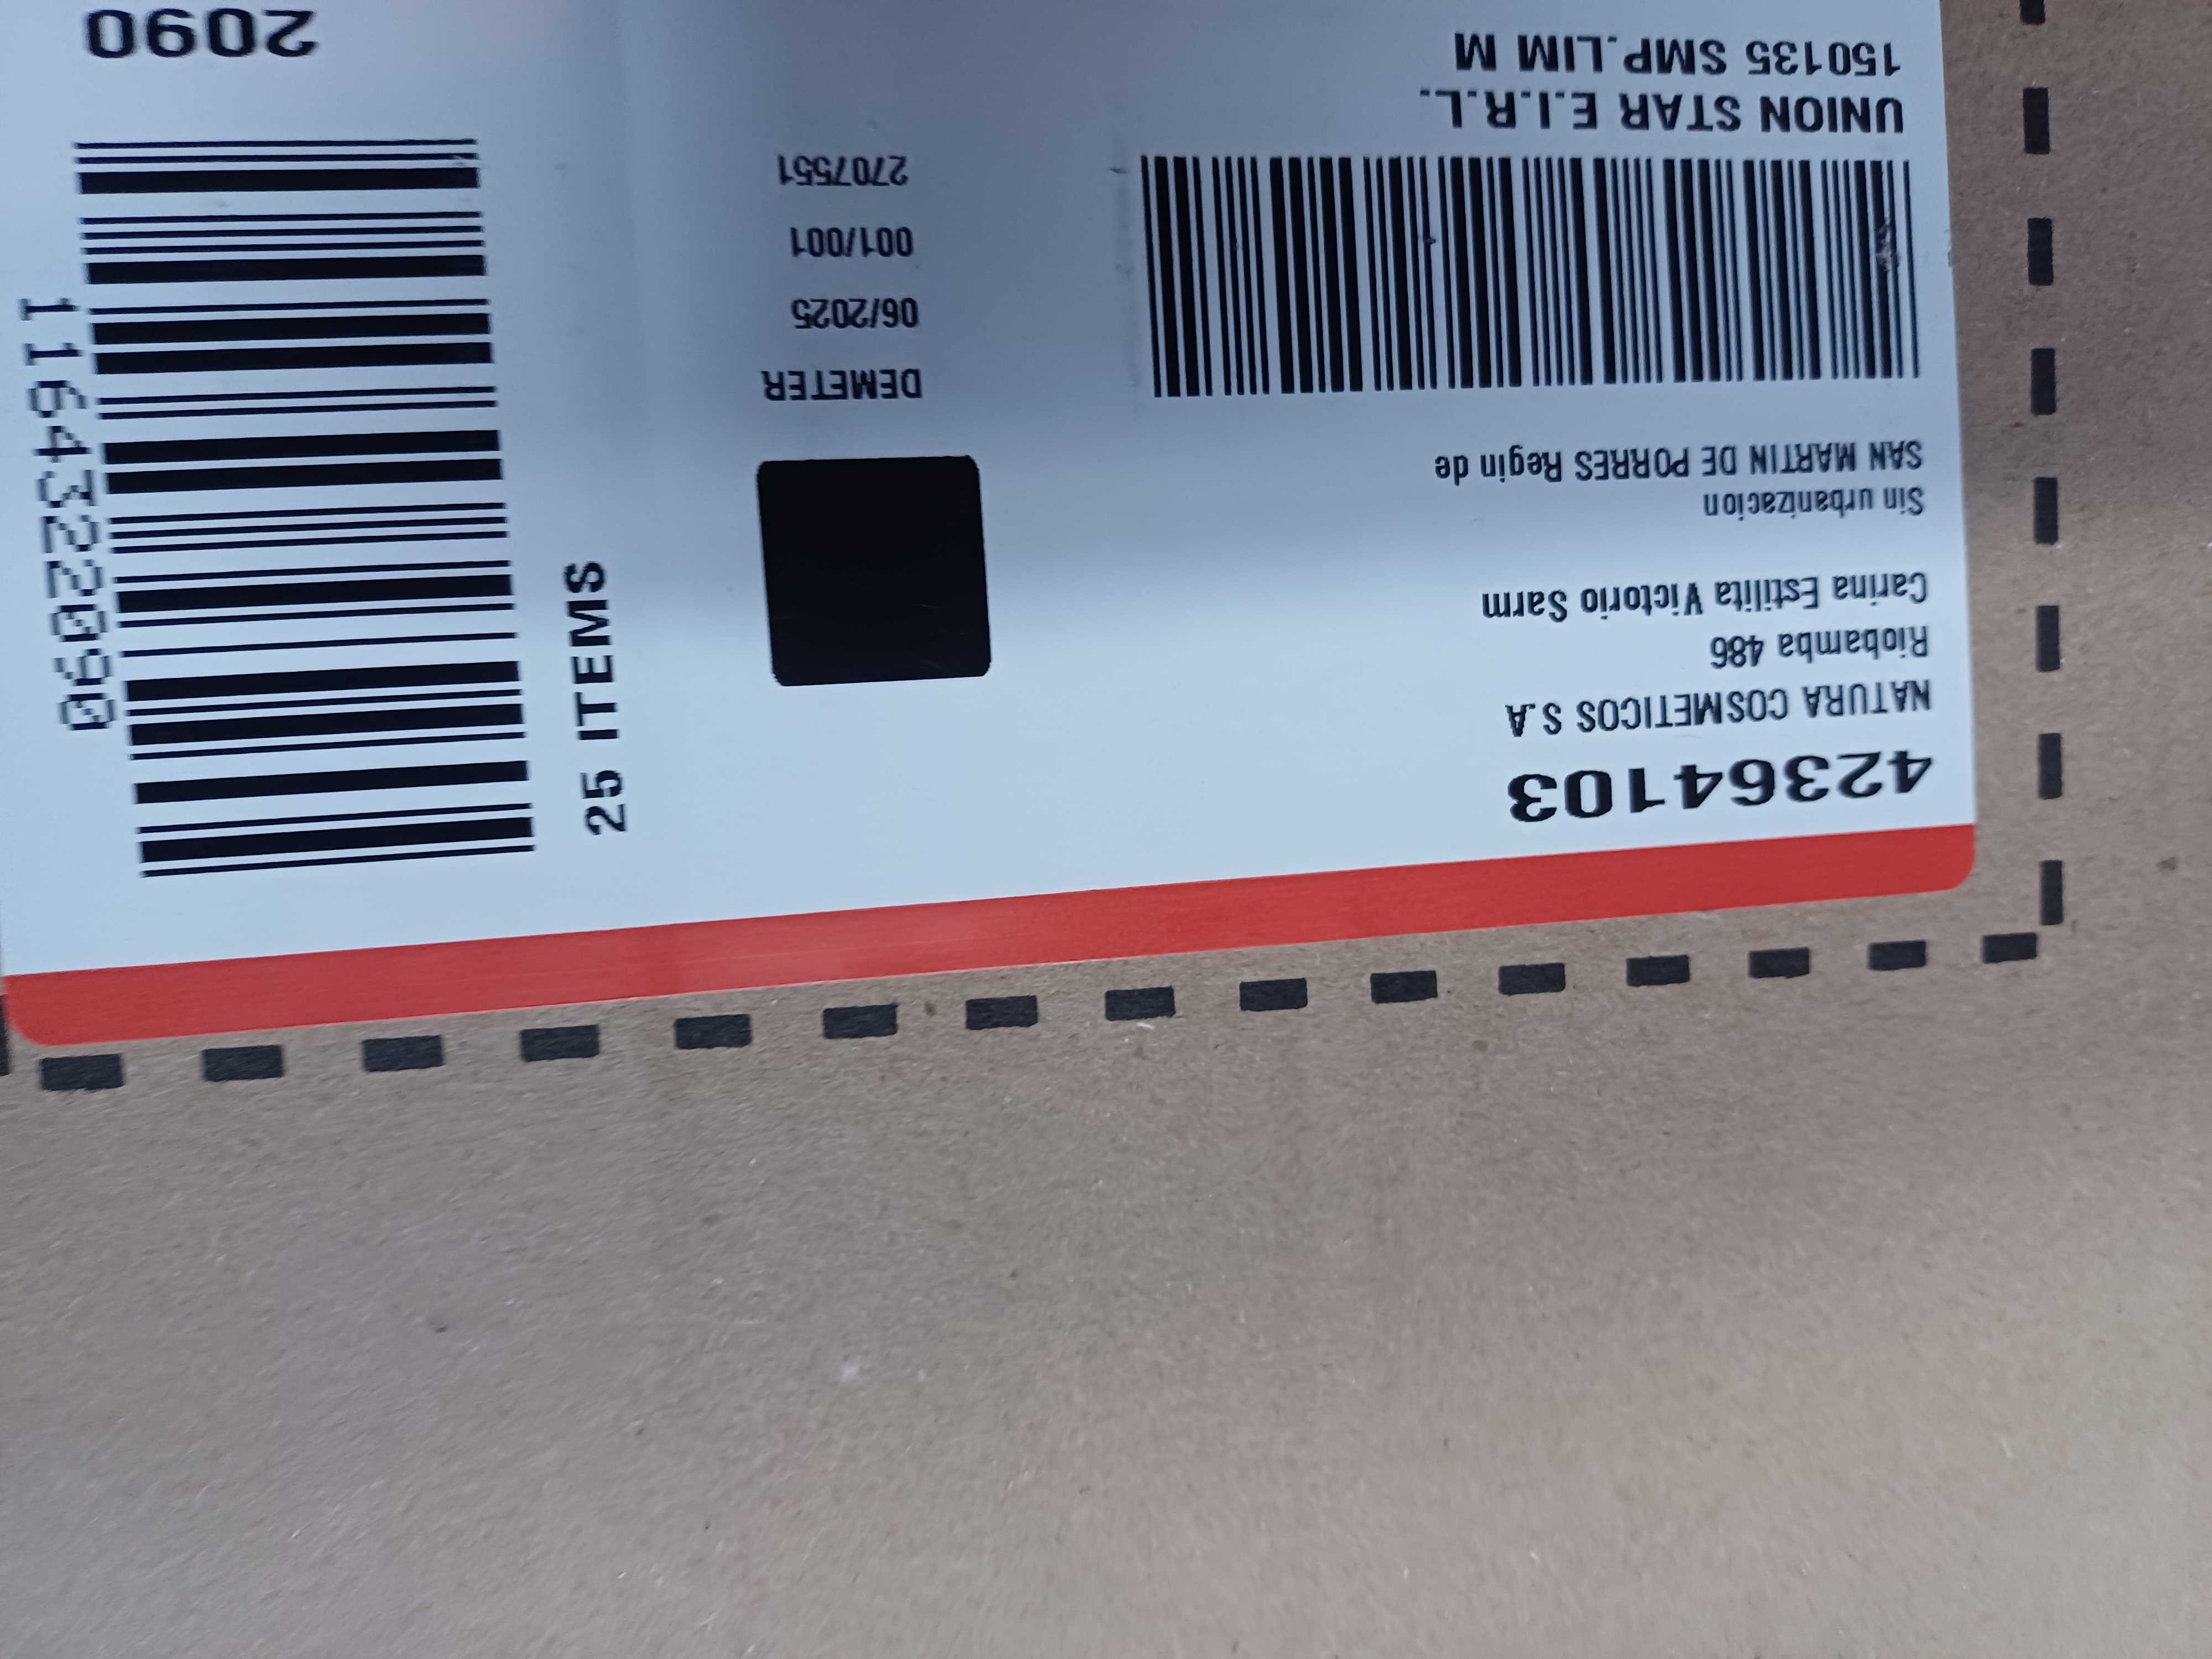 42364103
NATURA COSMETICOS S.A
Riobamba 486
Carina Estilita Victorio Sarm
Sin urbanizacion
SAN MARTIN DE PORRES Regin de
UNION STAR E.I.R.L.
150135 SMP.LIM M
DEMETER
06/2025
001/001
2707551
25 ITEMS
1164322090
2090